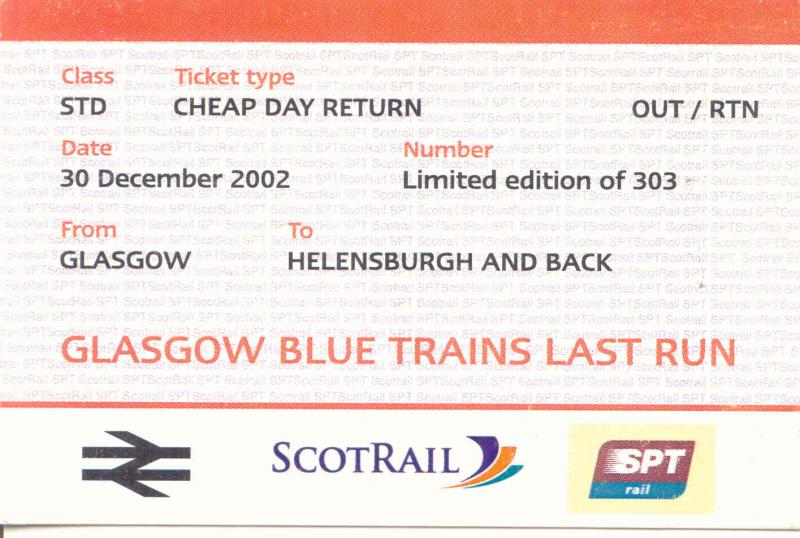 Class Ticket type
STD CHEAP DAY RETURN OUT / RTN
Date Number
30 December 2002 Limited edition of 303
From To
GLASGOW HELENSBURGH AND BACK
GLASGOW BLUE TRAINS LAST RUN
SCOTRAIL SPT
rail